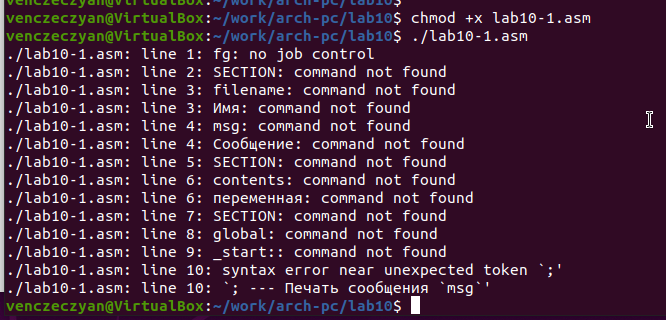 venczeczyan@VirtualBox:~/work/arch-pc/lab10$ chmod +x lab10-1.asm
venczeczyan@VirtualBox:~/work/arch-pc/lab10$ ./lab10-1.asm
./lab10-1.asm: line 1: fg: no job control
./lab10-1.asm: line 2: SECTION: command not found
./lab10-1.asm: line 3: filename: command not found
./lab10-1.asm: line 3: Имя: command not found
./lab10-1.asm: line 4: msg: command not found
./lab10-1.asm: line 4: Сообщение: command not found
./lab10-1.asm: line 5: SECTION: command not found
./lab10-1.asm: line 6: contents: command not found
./lab10-1.asm: line 6: переменная: command not found
./lab10-1.asm: line 7: SECTION: command not found
./lab10-1.asm: line 8: global: command not found
./lab10-1.asm: line 9: _start:: command not found
./lab10-1.asm: line 10: syntax error near unexpected token `;'
./lab10-1.asm: line 10: `; --- Печать сообщения `msg`'
venczeczyan@VirtualBox:~/work/arch-pc/lab10$